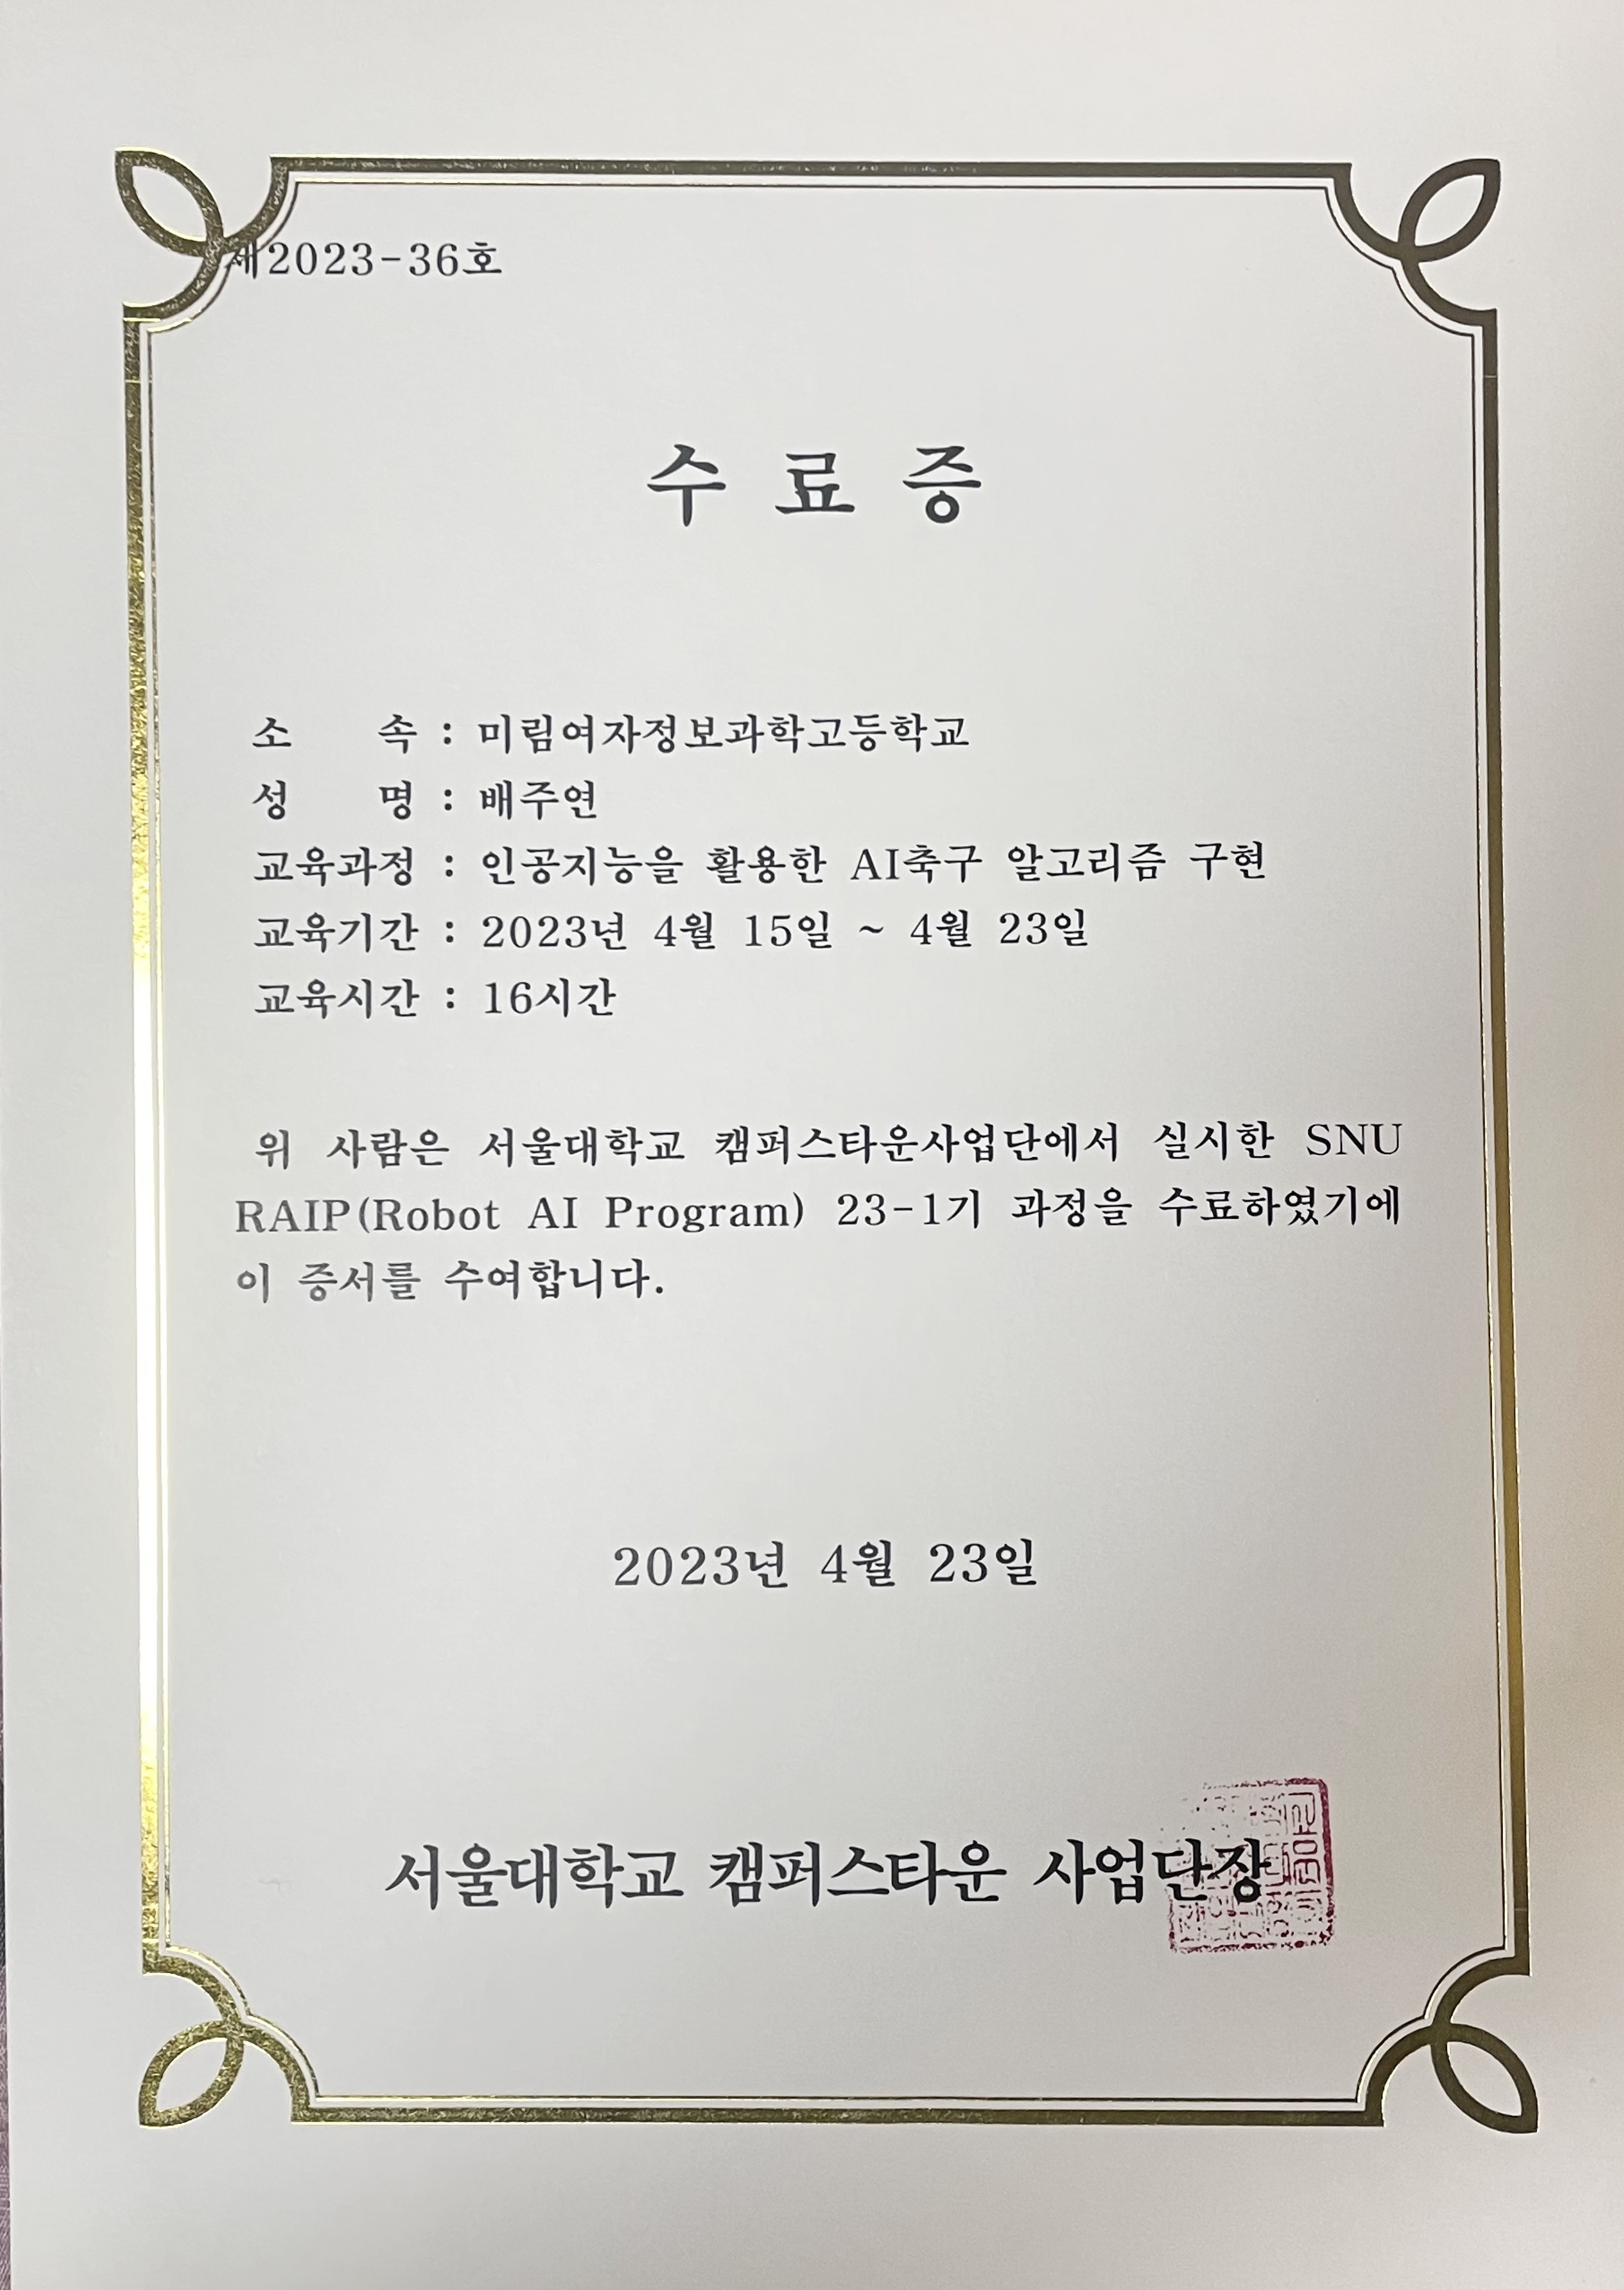 제2023-36호
수 료 증
소 속 : 미림여자정보과학고등학교
성 명 : 배주연
교육과정 : 인공지능을 활용한 AI축구 알고리즘 구현
교육기간 : 2023년 4월 15일 ~ 4월 23일
교육시간 : 16시간
위 사람은 서울대학교 캠퍼스타운사업단에서 실시한 SNU
RAIP(Robot AI Program) 23-1기 과정을 수료하였기에
이 증서를 수여합니다.
2023년 4월 23일
서울대학교 캠퍼스타운 사업단장